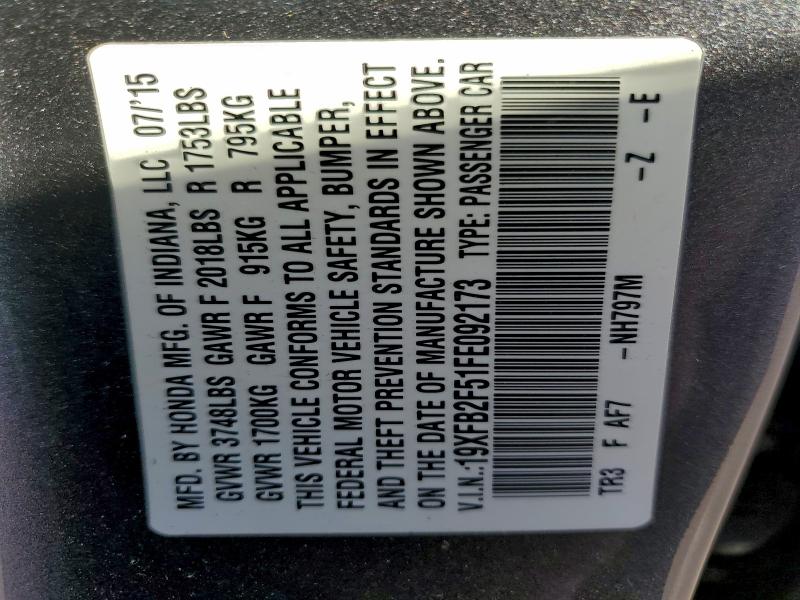 MFD. BY HONDA MFG. OF INDIANA, LLC 07/'15
GVWR 3748LBS GAWR F 2018LBS R 1753LBS
GVWR 1700KG GAWR F 915KG R 795KG
THIS VEHICLE CONFORMS TO ALL APPLICABLE
FEDERAL MOTOR VEHICLE SAFETY, BUMPER,
AND THEFT PREVENTION STANDARDS IN EFFECT
ON THE DATE OF MANUFACTURE SHOWN ABOVE.
V.I.N.:19XFB2F51FE092173 TYPE: PASSENGER CAR
TR3 F AF7 -NH797M -Z -E